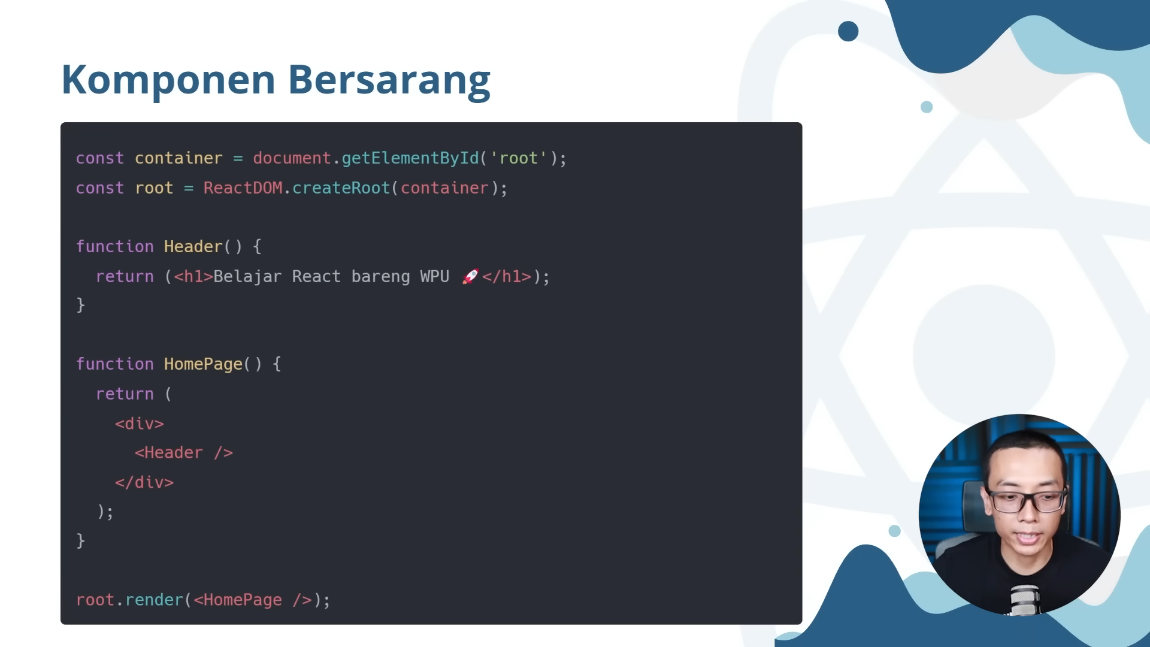 Komponen Bersarang
const container = document.getElementById('root');
const root = ReactDOM.createRoot(container);
function Header() {
  return (<h1>Belajar React bareng WPU 🚀</h1>);
}
function HomePage() {
  return (
    <div>
      <Header />
    </div>
  );
}
root.render(<HomePage />);